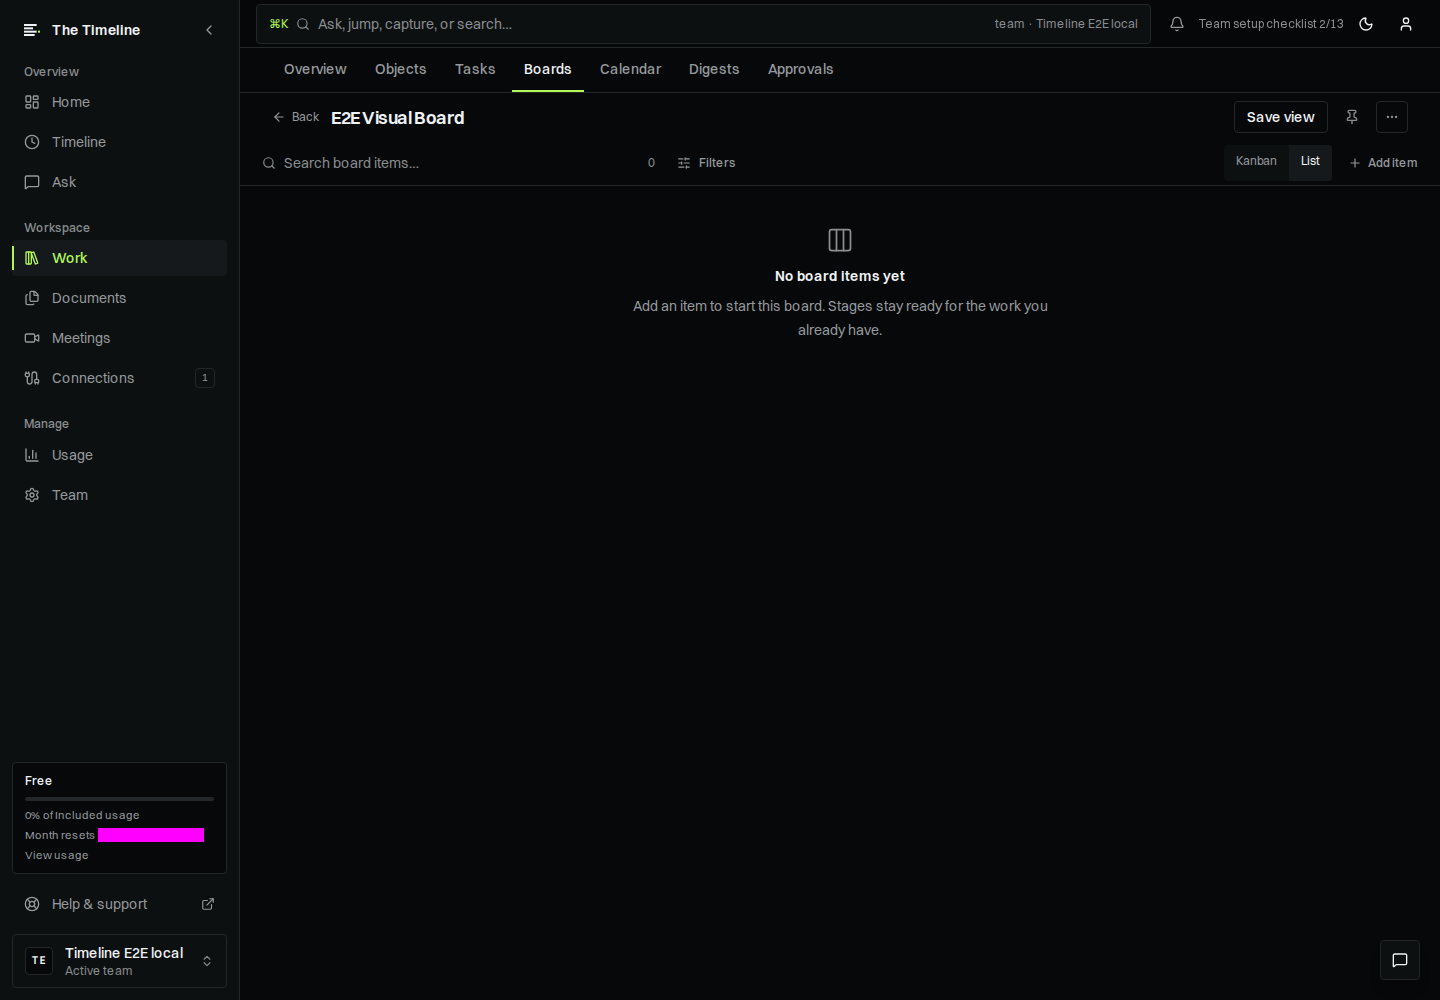 The Timeline
Overview
Home
Timeline
Ask
Workspace
Work
Documents
Meetings
Connections
1
Manage
Usage
Team
Free
0% of included usage
Month resets
View usage
Help & support
TE
Timeline E2E local
Active team
⌘K
Ask, jump, capture, or search...
team · Timeline E2E local
Team setup checklist 2/13
Overview
Objects
Tasks
Boards
Calendar
Digests
Approvals
Back
E2E Visual Board
Save view
Search board items...
0
Filters
Kanban
List
Add item
No board items yet
Add an item to start this board. Stages stay ready for the work you
already have.